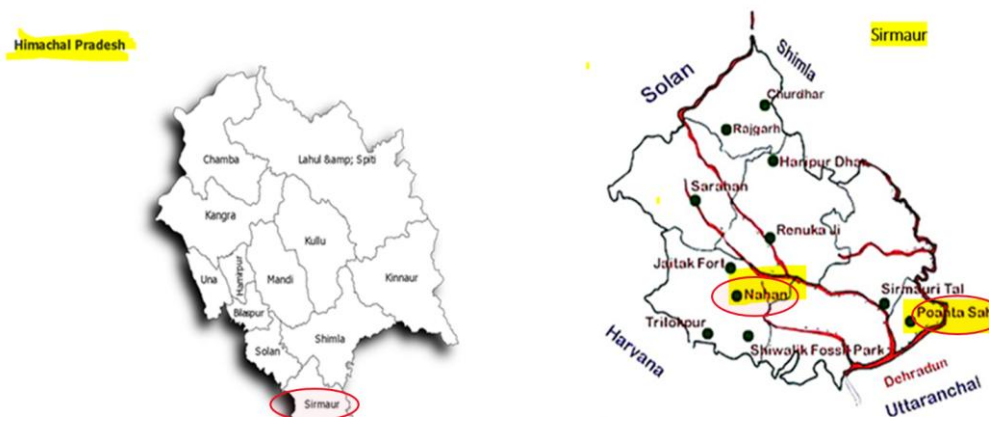 Himachal Pradesh
Chamba
Lahul &amp; Spiti
Kangra
Kullu
Una
Hamirpur
Mandi
Kinnaur
Bilaspur
Solan
Shimla
Sirmaur
Sirmaur
Solan
Shimla
Churdhar
Rajgarh
Haripur Dhar
Sarahan
Renuka Ji
Jaitak Fort
Nahan
Sirmauri Tal
Poanta Sah
Trilokpur
Shiwalik Fossil Park
Haryana
Dehradun
Uttaranchal